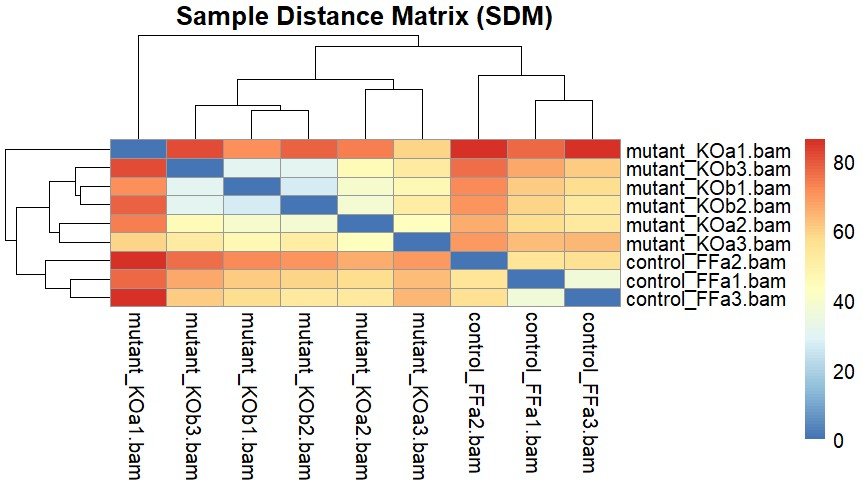 Sample Distance Matrix (SDM)
mutant_KOa1.bam
mutant_KOb3.bam
mutant_KOb1.bam
mutant_KOb2.bam
mutant_KOa2.bam
mutant_KOa3.bam
control_FFa2.bam
control_FFa1.bam
control_FFa3.bam
80
60
40
20
0
mutant_KOa1.bam
mutant_KOb3.bam
mutant_KOb1.bam
mutant_KOb2.bam
mutant_KOa2.bam
mutant_KOa3.bam
control_FFa2.bam
control_FFa1.bam
control_FFa3.bam